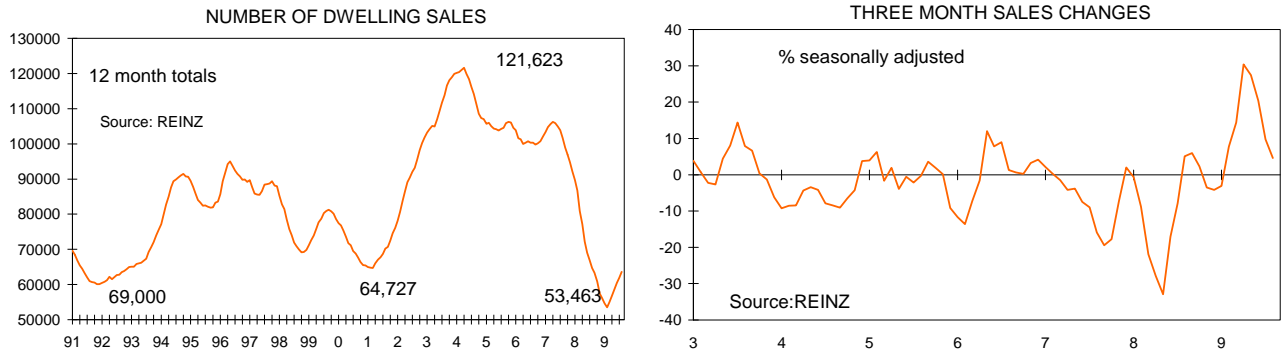 NUMBER OF DWELLING SALES
130000
120000
110000
100000
90000
80000
70000
60000
50000
12 month totals
Source: REINZ
121,623
69,000
64,727
53,463
91 92 93 94 95 96 97 98 99 0 1 2 3 4 5 6 7 8 9
THREE MONTH SALES CHANGES
40
30
20
10
0
-10
-20
-30
-40
% seasonally adjusted
Source:REINZ
3 4 5 6 7 8 9